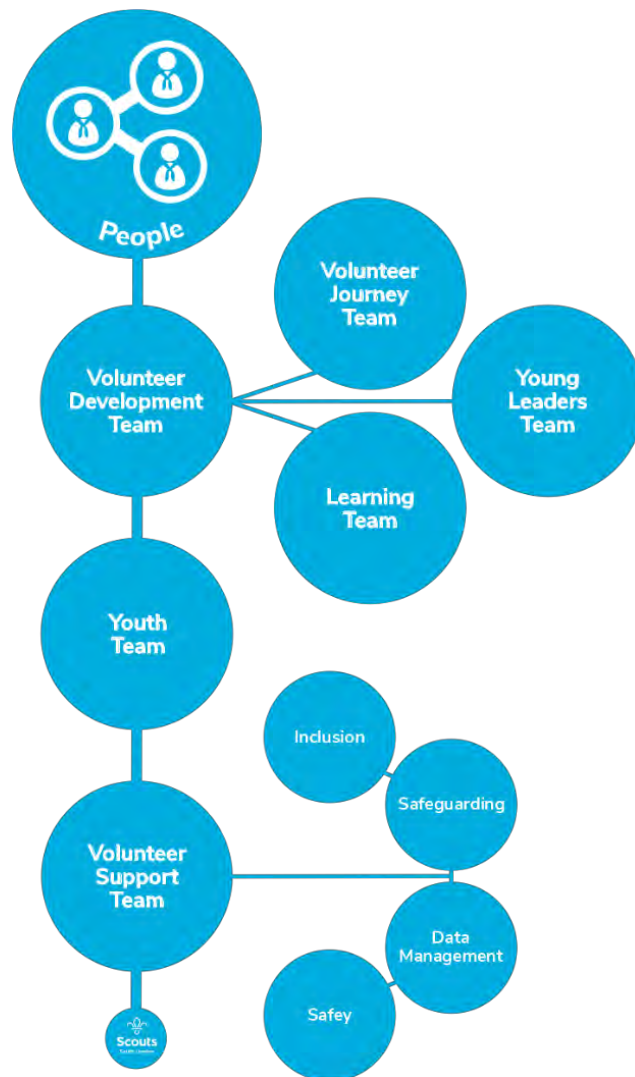 People
Volunteer
Journey
Team
Volunteer
Development
Team
Young
Leaders
Team
Learning
Team
Youth
Team
Inclusion
Safeguarding
Volunteer
Support
Team
Data
Management
Safey
Scouts